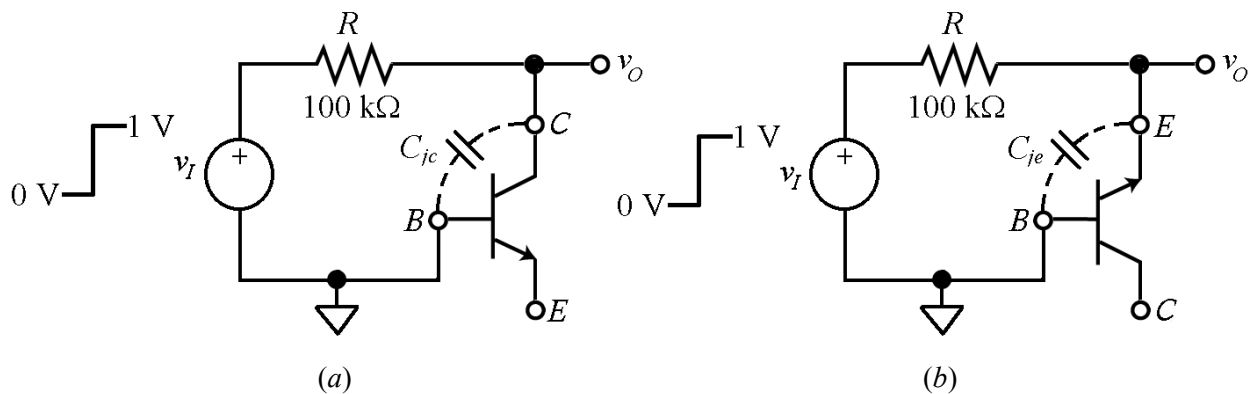 R
100 kΩ
v_O
C
C_jc
1 V
0 V
v_I
+
B
E
(a)
R
100 kΩ
v_O
E
C_je
1 V
0 V
v_I
+
B
C
(b)